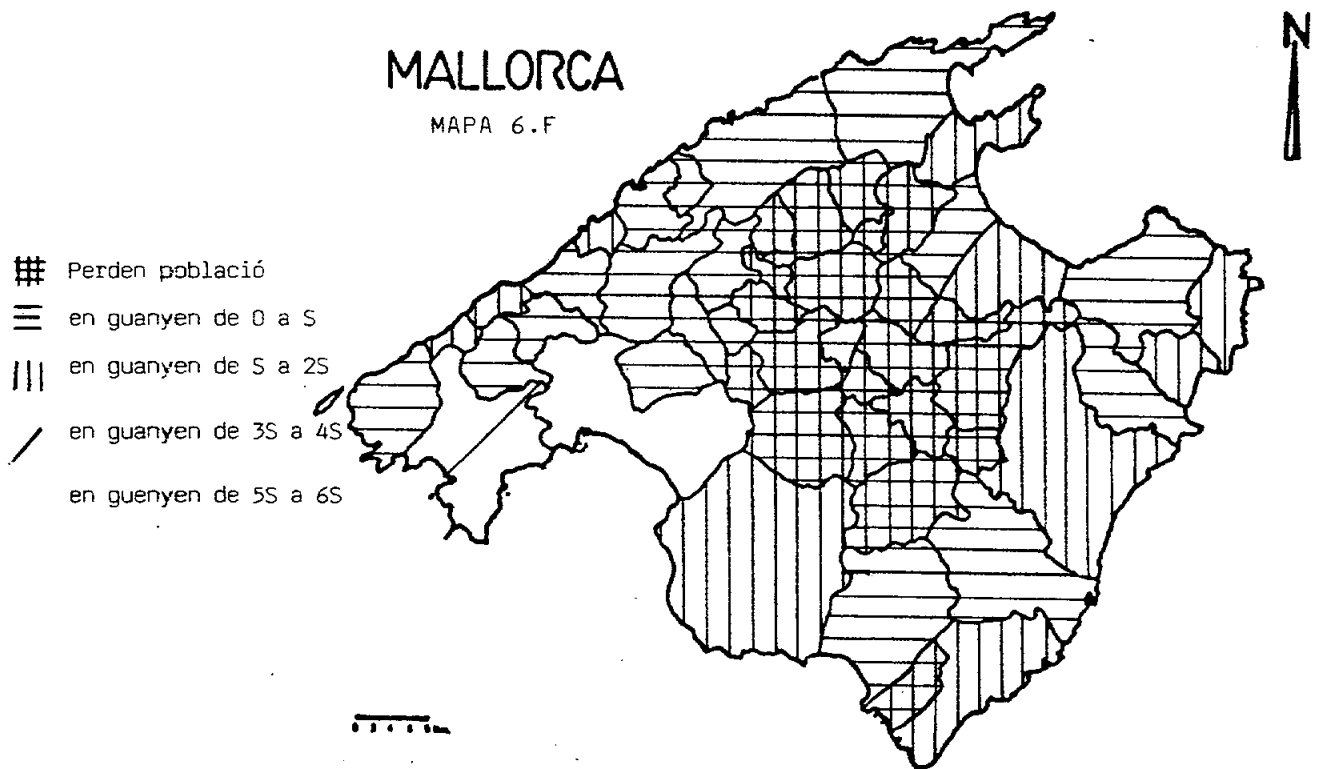 MALLORCA
MAPA 6.F
N
Perden població
en guanyen de 0 a S
en guanyen de S a 2S
en guanyen de 3S a 4S
en guenyen de 5S a 6S